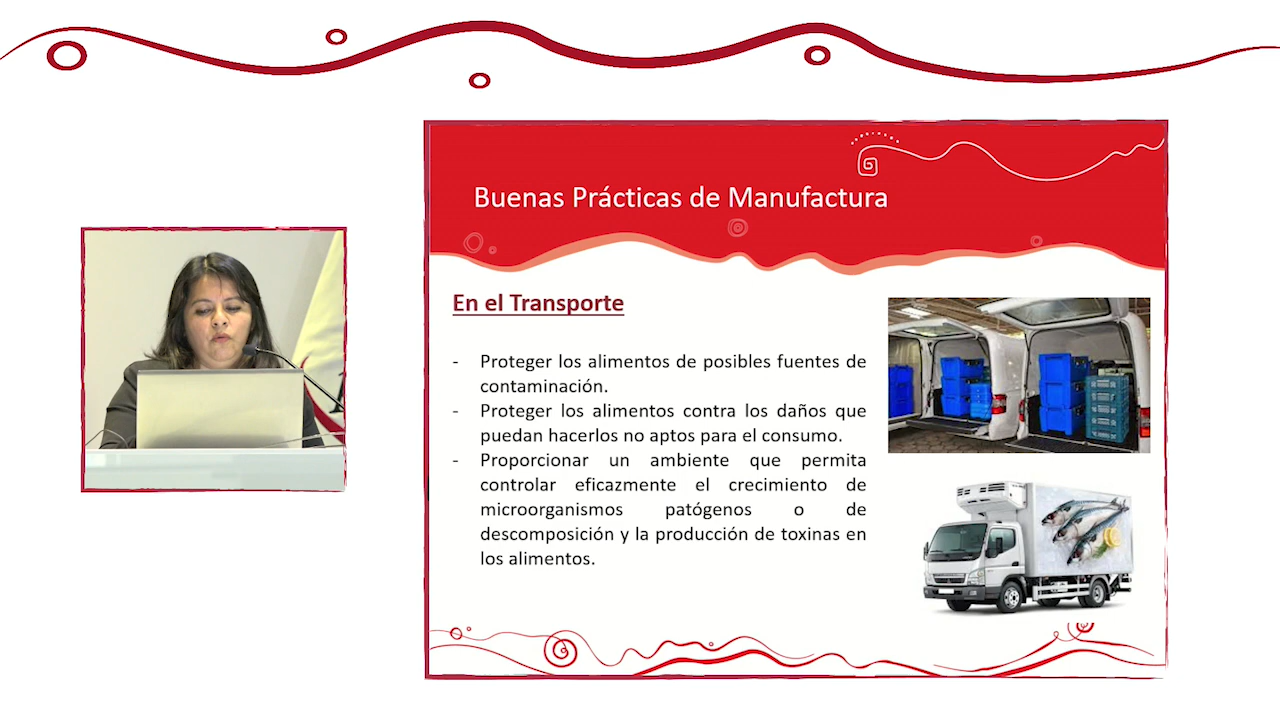 Buenas Prácticas de Manufactura
En el Transporte
- Proteger los alimentos de posibles fuentes de
contaminación.
- Proteger los alimentos contra los daños que
puedan hacerlos no aptos para el consumo.
- Proporcionar un ambiente que permita
controlar eficazmente el crecimiento de
microorganismos patógenos o de
descomposición y la producción de toxinas en
los alimentos.